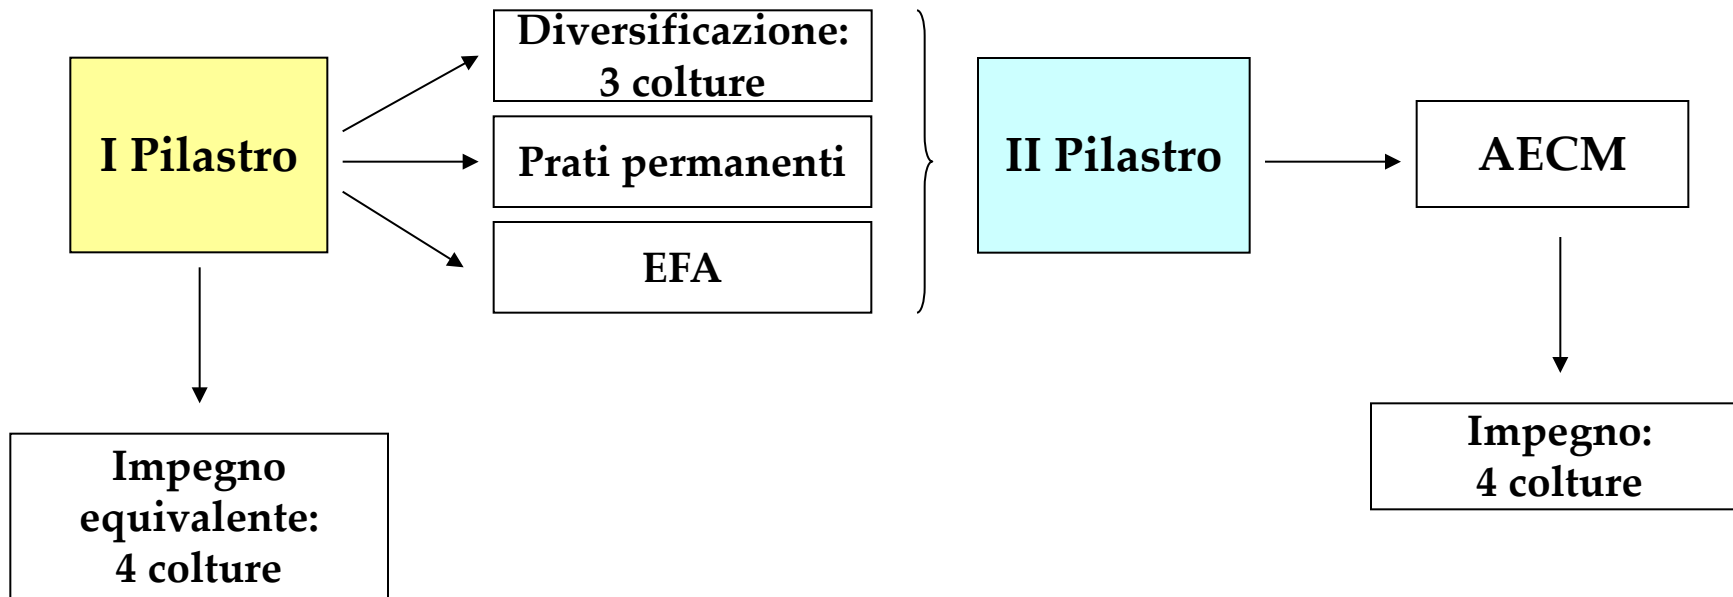 I Pilastro
Diversificazione:
3 colture
Prati permanenti
EFA
II Pilastro
AECM
Impegno
equivalente:
4 colture
Impegno:
4 colture